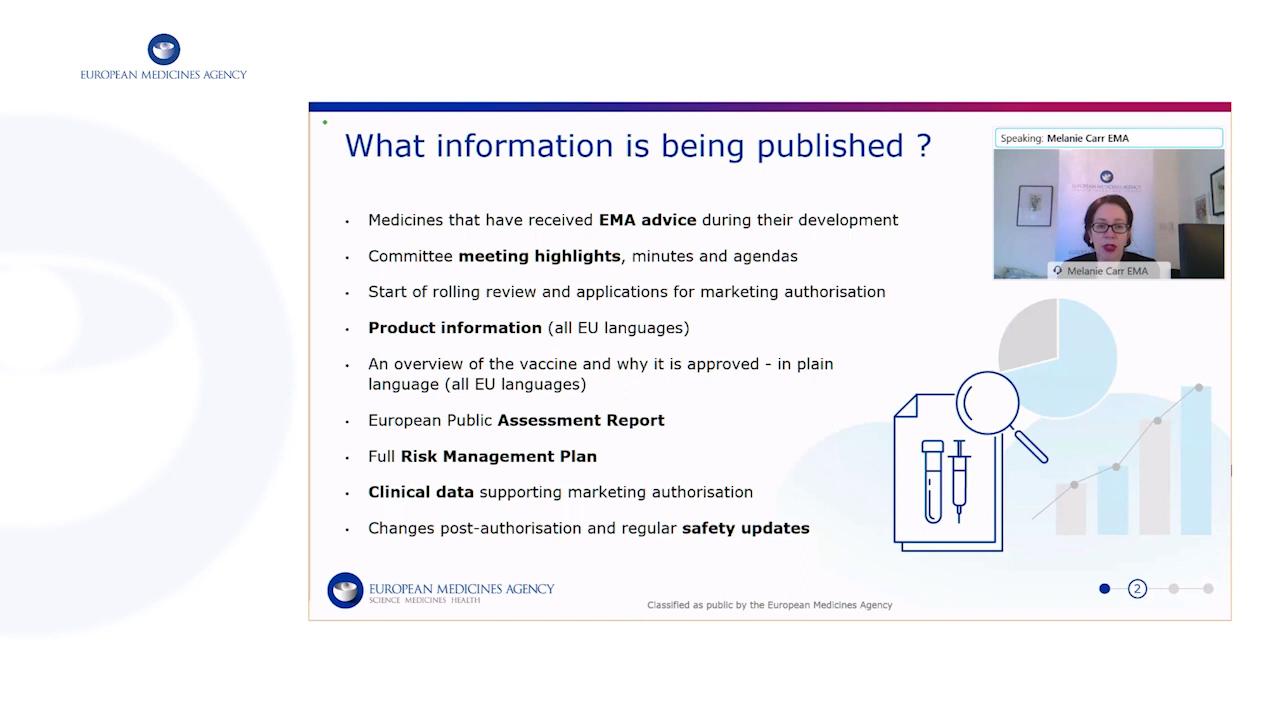 EUROPEAN MEDICINES AGENCY
What information is being published ?
Speaking: Melanie Carr EMA
EUROPEAN MEDICINES AGENCY
Melanie Carr EMA
• Medicines that have received EMA advice during their development
• Committee meeting highlights, minutes and agendas
• Start of rolling review and applications for marketing authorisation
• Product information (all EU languages)
• An overview of the vaccine and why it is approved - in plain
language (all EU languages)
• European Public Assessment Report
• Full Risk Management Plan
• Clinical data supporting marketing authorisation
• Changes post-authorisation and regular safety updates
EUROPEAN MEDICINES AGENCY
SCIENCE MEDICINES HEALTH
Classified as public by the European Medicines Agency
2